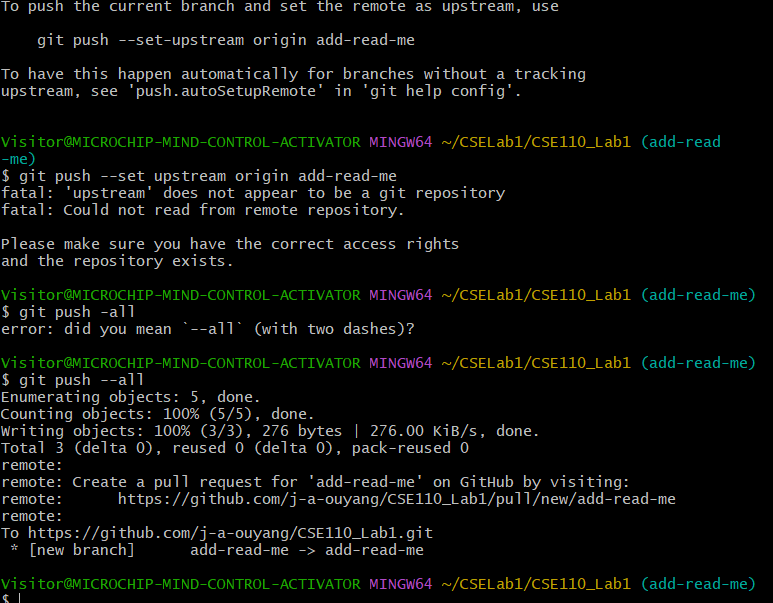 To push the current branch and set the remote as upstream, use
git push --set-upstream origin add-read-me
To have this happen automatically for branches without a tracking
upstream, see 'push.autoSetupRemote' in 'git help config'.
Visitor@MICROCHIP-MIND-CONTROL-ACTIVATOR MINGW64 ~/CSELab1/CSE110_Lab1 (add-read
-me)
$ git push --set upstream origin add-read-me
fatal: 'upstream' does not appear to be a git repository
fatal: Could not read from remote repository.
Please make sure you have the correct access rights
and the repository exists.
Visitor@MICROCHIP-MIND-CONTROL-ACTIVATOR MINGW64 ~/CSELab1/CSE110_Lab1 (add-read-me)
$ git push -all
error: did you mean `--all` (with two dashes)?
Visitor@MICROCHIP-MIND-CONTROL-ACTIVATOR MINGW64 ~/CSELab1/CSE110_Lab1 (add-read-me)
$ git push --all
Enumerating objects: 5, done.
Counting objects: 100% (5/5), done.
Writing objects: 100% (3/3), 276 bytes | 276.00 KiB/s, done.
Total 3 (delta 0), reused 0 (delta 0), pack-reused 0
remote:
remote: Create a pull request for 'add-read-me' on GitHub by visiting:
remote:      https://github.com/j-a-ouyang/CSE110_Lab1/pull/new/add-read-me
remote:
To https://github.com/j-a-ouyang/CSE110_Lab1.git
 * [new branch]      add-read-me -> add-read-me
Visitor@MICROCHIP-MIND-CONTROL-ACTIVATOR MINGW64 ~/CSELab1/CSE110_Lab1 (add-read-me)
$